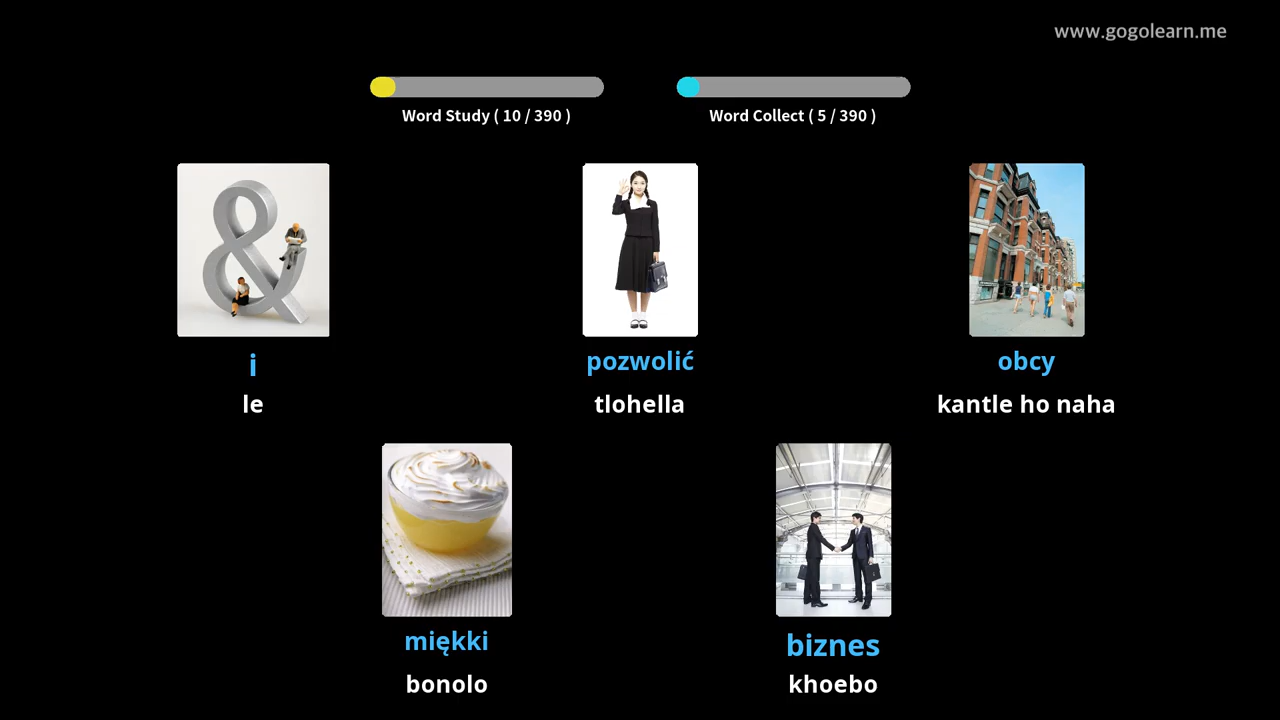 www.gogolearn.me
Word Study ( 10 / 390 )
Word Collect ( 5 / 390 )
&
i
le
pozwolić
tlohella
obcy
kantle ho naha
miękki
bonolo
biznes
khoebo